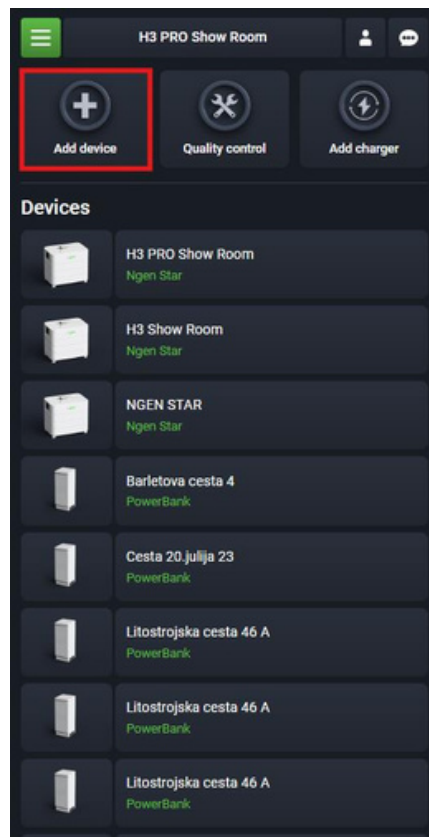 H3 PRO Show Room
Add device
Quality control
Add charger
Devices
H3 PRO Show Room
Ngen Star
H3 Show Room
Ngen Star
NGEN STAR
Ngen Star
Barletova cesta 4
PowerBank
Cesta 20.julija 23
PowerBank
Litostrojska cesta 46 A
PowerBank
Litostrojska cesta 46 A
PowerBank
Litostrojska cesta 46 A
PowerBank